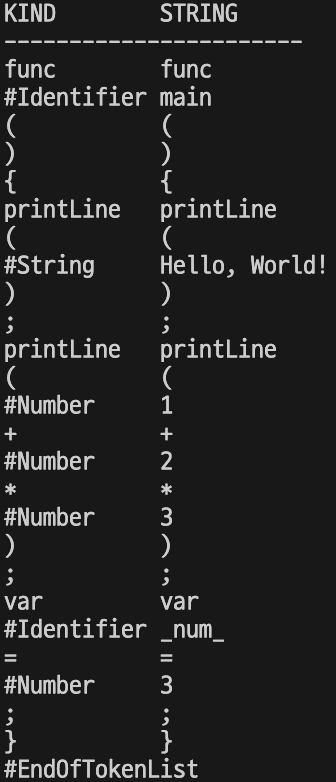 KIND        STRING
-----------------------
func        func
#Identifier main
(           (
)           )
{           {
printLine   printLine
(           (
#String     Hello, World!
)           )
;           ;
printLine   printLine
(           (
#Number     1
+           +
#Number     2
*           *
#Number     3
)           )
;           ;
var         var
#Identifier _num_
=           =
#Number     3
;           ;
}           }
#EndOfTokenList